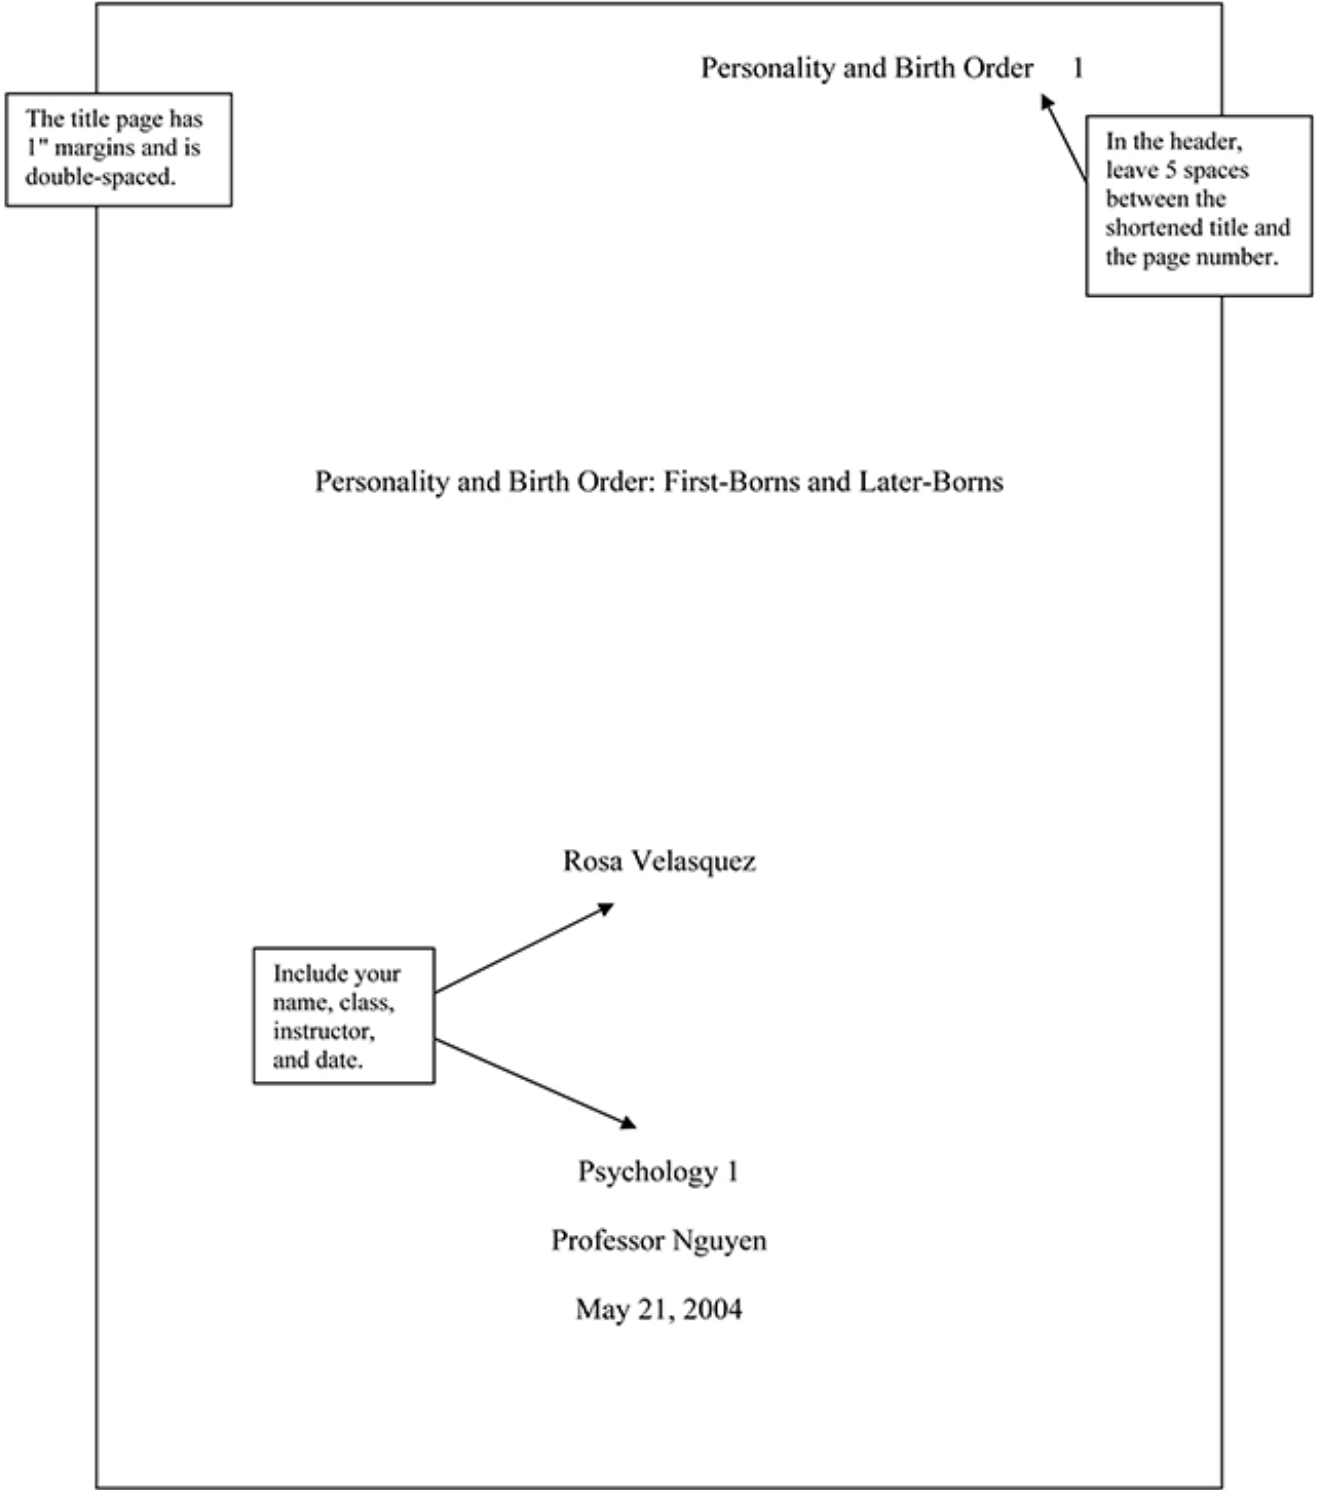 Personality and Birth Order 1
The title page has
1" margins and is
double-spaced.
In the header,
leave 5 spaces
between the
shortened title and
the page number.
Personality and Birth Order: First-Borns and Later-Borns
Rosa Velasquez
Include your
name, class,
instructor,
and date.
Psychology 1
Professor Nguyen
May 21, 2004